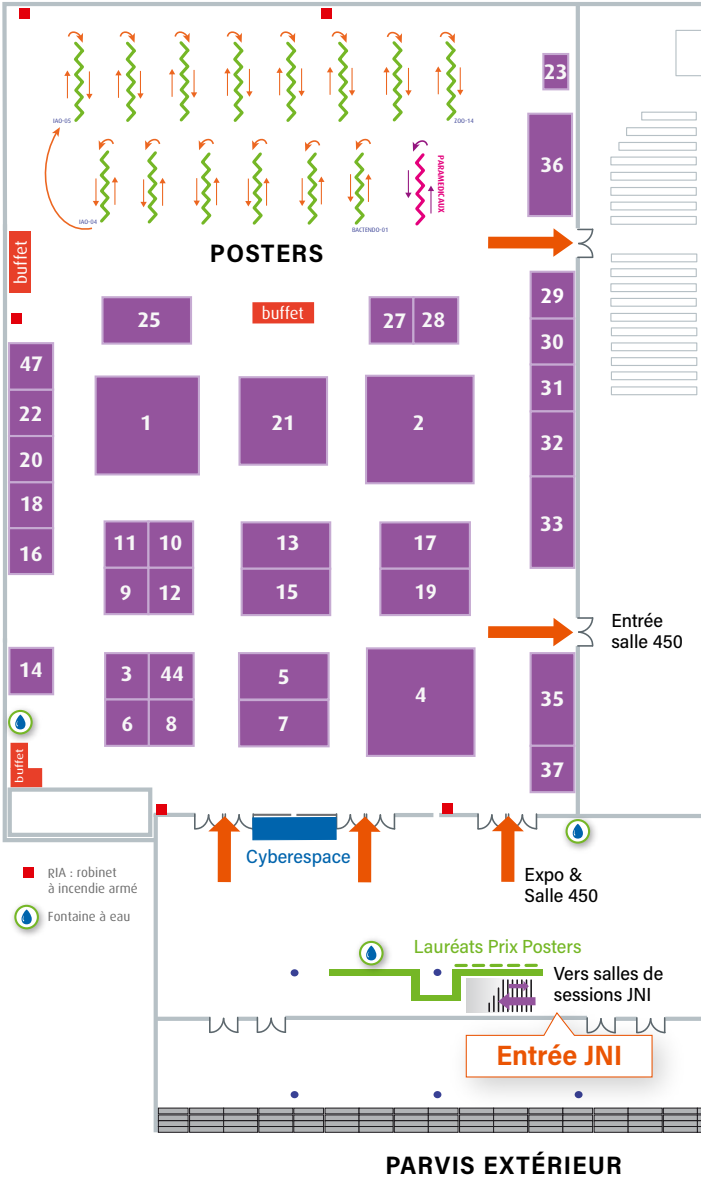 23
36
IAO-05
ZOO-14
PARAMEDICAUX
IAO-04
BACTENDO-01
POSTERS
buffet
25
buffet
27
28
29
30
31
32
33
47
22
20
18
16
1
21
2
11
10
9
12
13
15
17
19
Entrée
salle 450
14
3
44
6
8
5
7
4
35
37
buffet
Cyberespace
Expo &
Salle 450
RIA : robinet
à incendie armé
Fontaine à eau
Lauréats Prix Posters
Vers salles de
sessions JNI
Entrée JNI
PARVIS EXTÉRIEUR